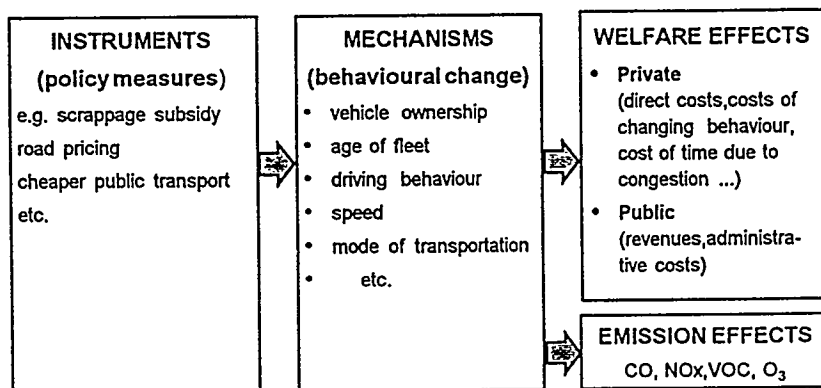 INSTRUMENTS
(policy measures)
e.g. scrappage subsidy
road pricing
cheaper public transport
etc.
MECHANISMS
(behavioural change)
• vehicle ownership
• age of fleet
• driving behaviour
• speed
• mode of transportation
• etc.
WELFARE EFFECTS
• Private
(direct costs,costs of
changing behaviour,
cost of time due to
congestion ...)
• Public
(revenues,administra-
tive costs)
EMISSION EFFECTS
CO, NOx,VOC, O₃